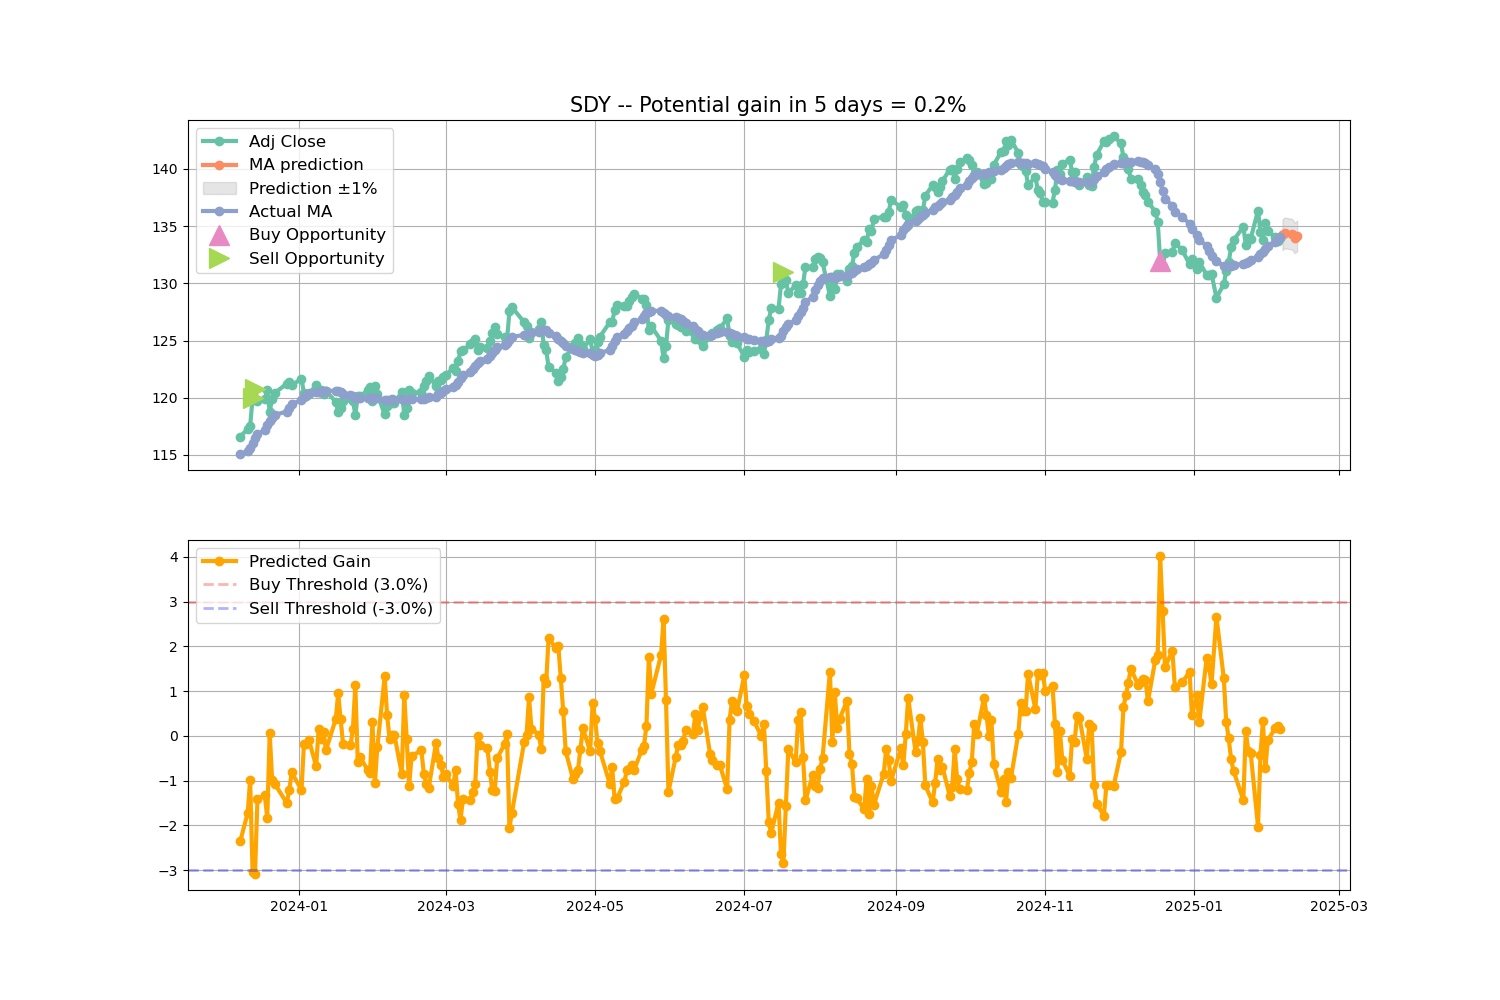 SDY -- Potential gain in 5 days = 0.2%
Adj Close
MA prediction
Prediction ±1%
Actual MA
Buy Opportunity
Sell Opportunity
140
135
130
125
120
115
Predicted Gain
Buy Threshold (3.0%)
Sell Threshold (-3.0%)
4
3
2
1
0
−1
−2
−3
2024-01 2024-03 2024-05 2024-07 2024-09 2024-11 2025-01 2025-03